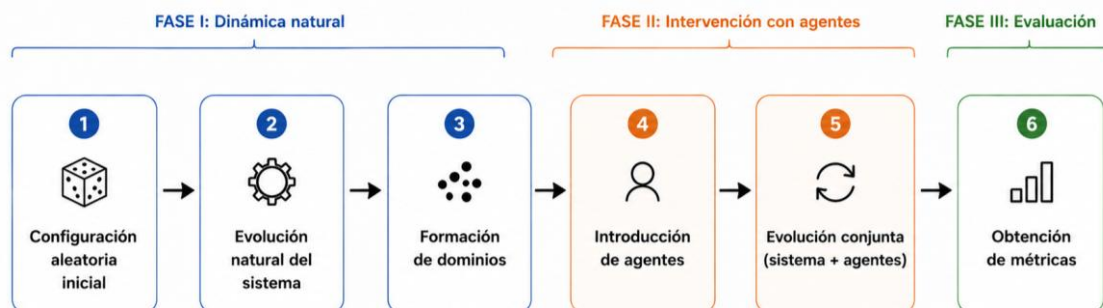 FASE I: Dinámica natural
FASE II: Intervención con agentes
FASE III: Evaluación
1
Configuración
aleatoria
inicial
2
Evolución
natural del
sistema
3
Formación
de dominios
4
Introducción
de agentes
5
Evolución conjunta
(sistema + agentes)
6
Obtención
de métricas